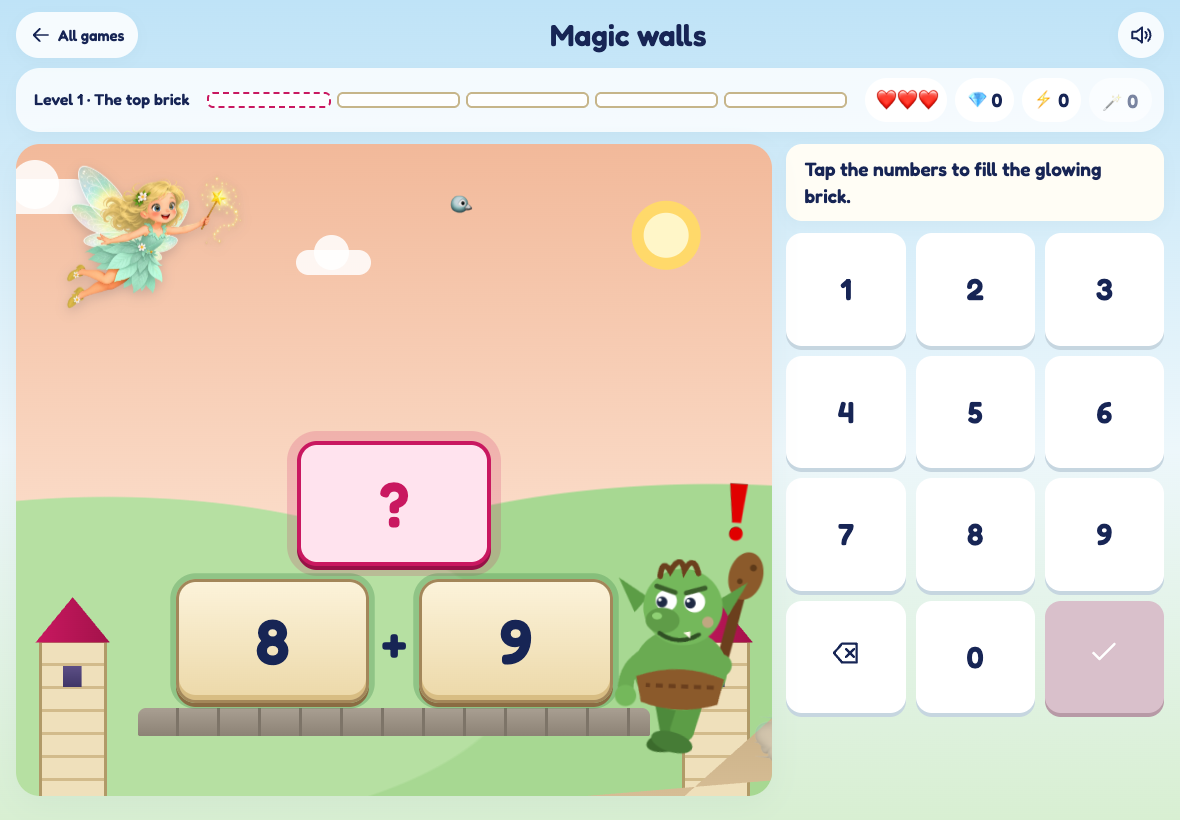 All games
Magic walls
Level 1 · The top brick
0
0
0
Tap the numbers to fill the glowing
brick.
?
8 + 9
1 2 3
4 5 6
7 8 9
0